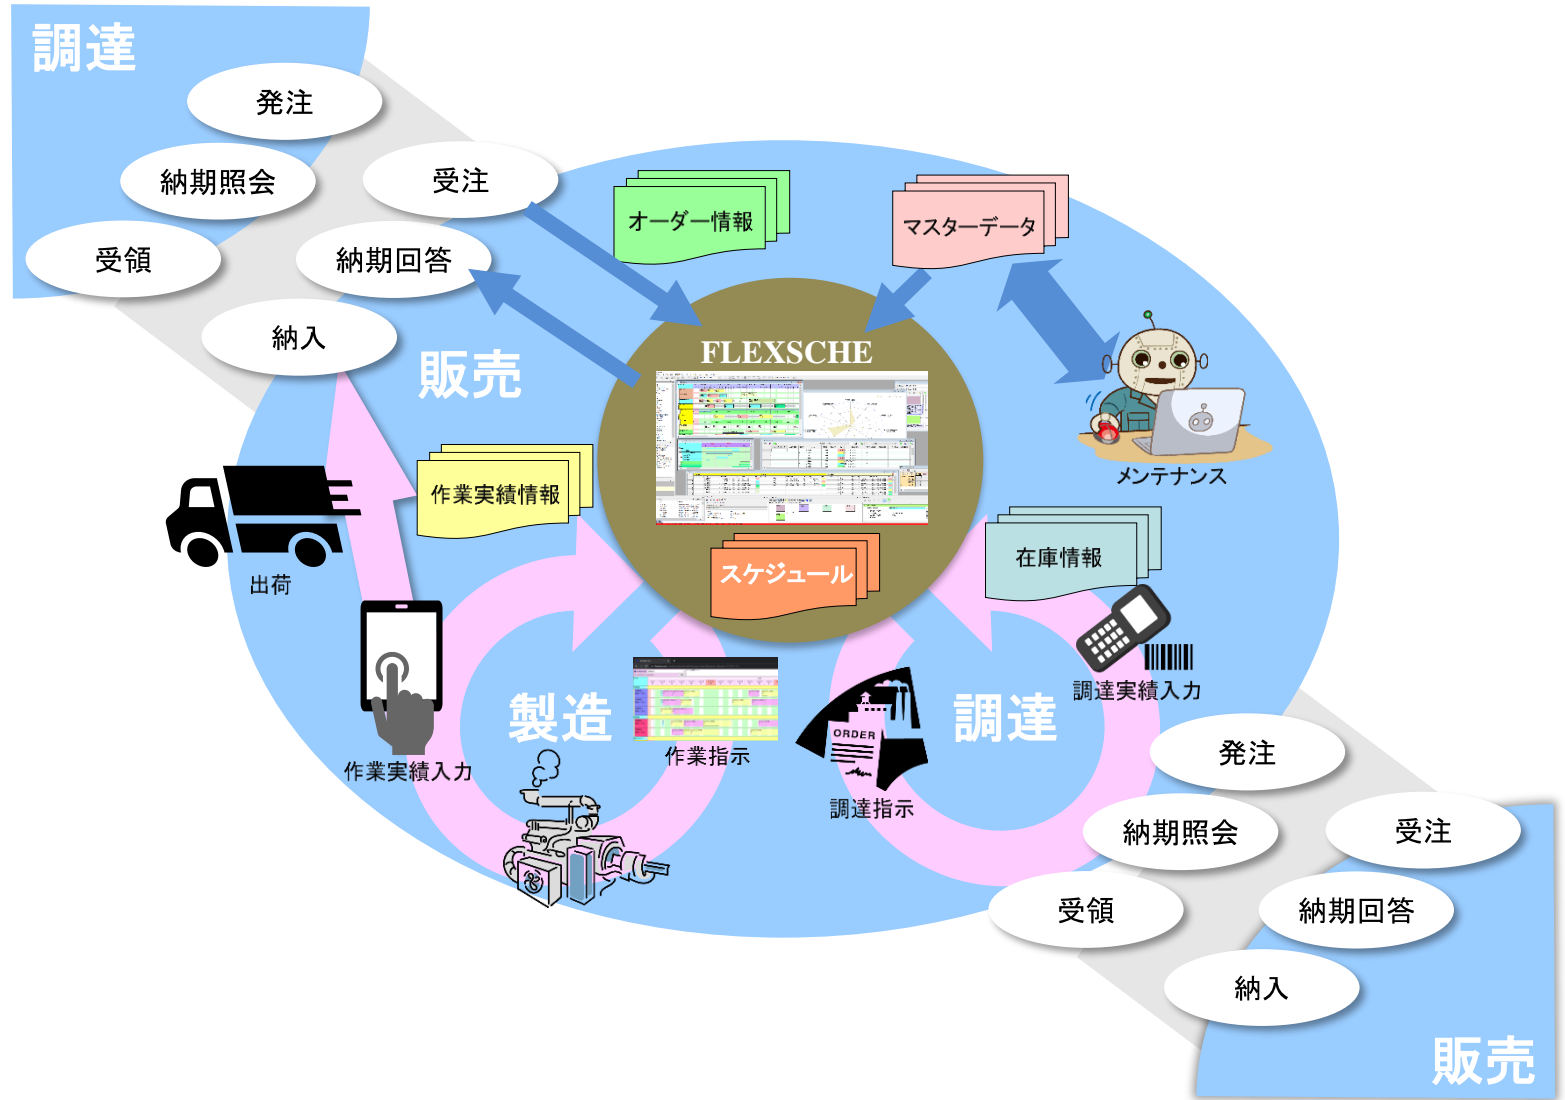 調達
発注
納期照会
受領
受注
納期回答
納入
販売
オーダー情報
マスターデータ
FLEXSCHE
メンテナンス
作業実績情報
出荷
スケジュール
在庫情報
作業実績入力
製造
作業指示
ORDER
調達指示
調達
調達実績入力
発注
納期照会
受領
受注
納期回答
納入
販売